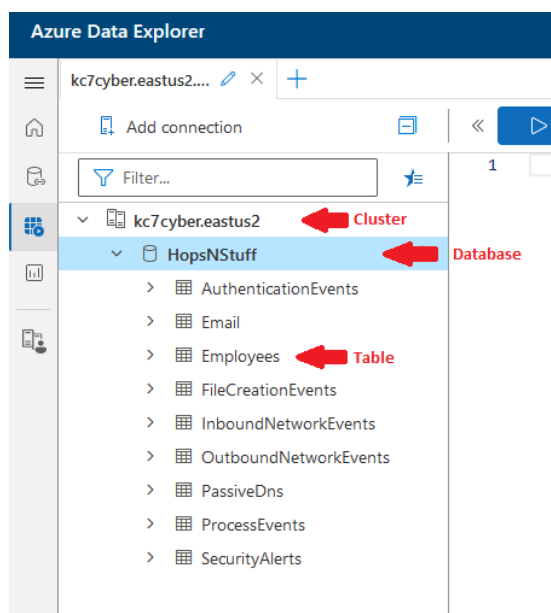 Azure Data Explorer
kc7cyber.eastus2....
Add connection
Filter...
1
kc7cyber.eastus2 Cluster
HopsNStuff Database
AuthenticationEvents
Email
Employees Table
FileCreationEvents
InboundNetworkEvents
OutboundNetworkEvents
PassiveDns
ProcessEvents
SecurityAlerts